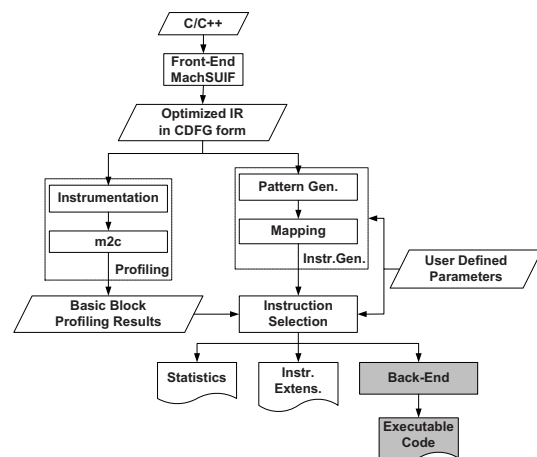 C/C++
Front-End
MachSUIF
Optimized IR
in CDFG form
Instrumentation
m2c
Profiling
Pattern Gen.
Mapping
Instr.Gen.
User Defined
Parameters
Basic Block
Profiling Results
Instruction
Selection
Statistics
Instr.
Extens.
Back-End
Executable
Code